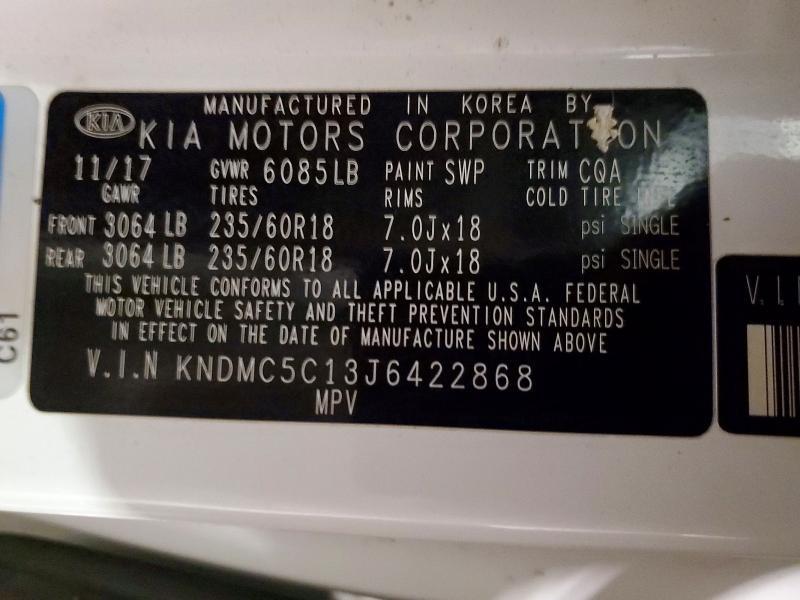 MANUFACTURED IN KOREA BY
KIA KIA MOTORS CORPORATION
11/17 GVWR 6085LB PAINT SWP TRIM CQA
GAWR TIRES RIMS COLD TIRE INFL
FRONT 3064 LB 235/60R18 7.0Jx18 psi SINGLE
REAR 3064 LB 235/60R18 7.0Jx18 psi SINGLE
THIS VEHICLE CONFORMS TO ALL APPLICABLE U.S.A. FEDERAL
MOTOR VEHICLE SAFETY AND THEFT PREVENTION STANDARDS
IN EFFECT ON THE DATE OF MANUFACTURE SHOWN ABOVE
V.I.N KNDMC5C13J6422868
MPV
C61
V.I